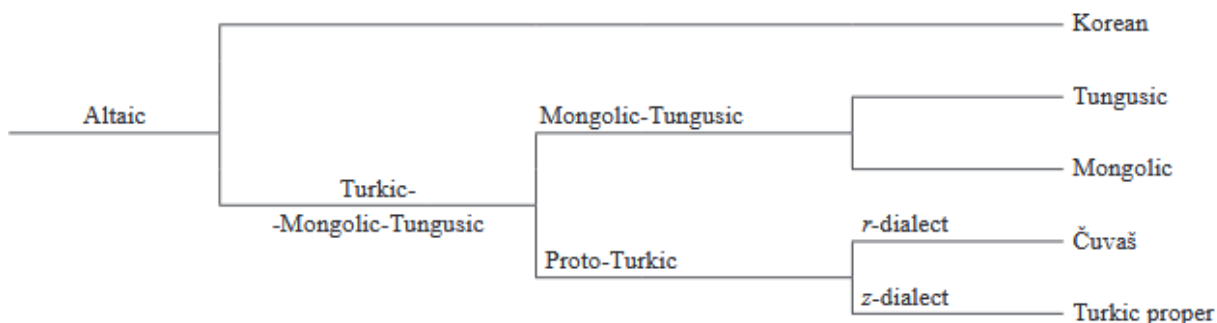 Korean
Tungusic
Altaic
Mongolic-Tungusic
Mongolic
Turkic-
-Mongolic-Tungusic
r-dialect
Čuvaš
Proto-Turkic
z-dialect
Turkic proper